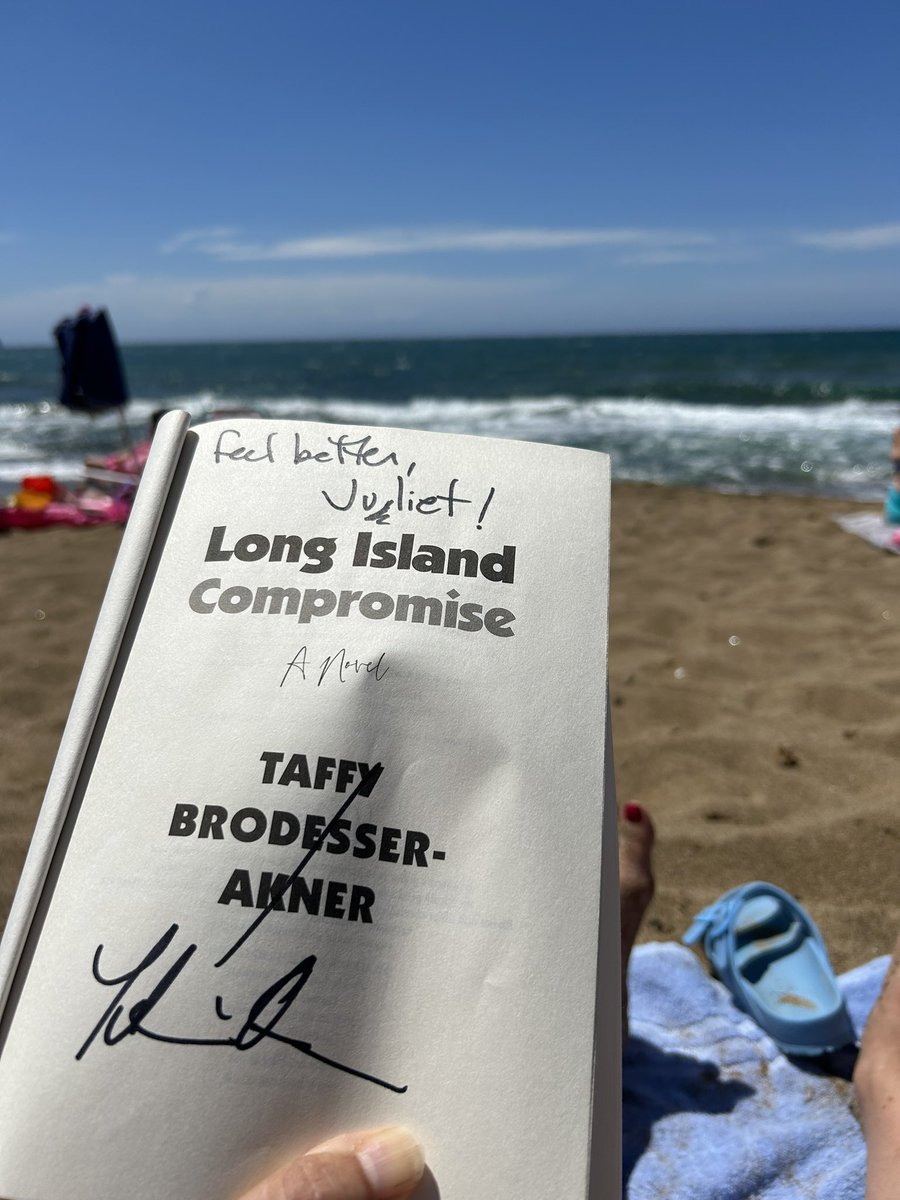 Feel better,
Juliet!
Long Island
Compromise
A Novel
TAFFY
BRODESSER-
AKNER